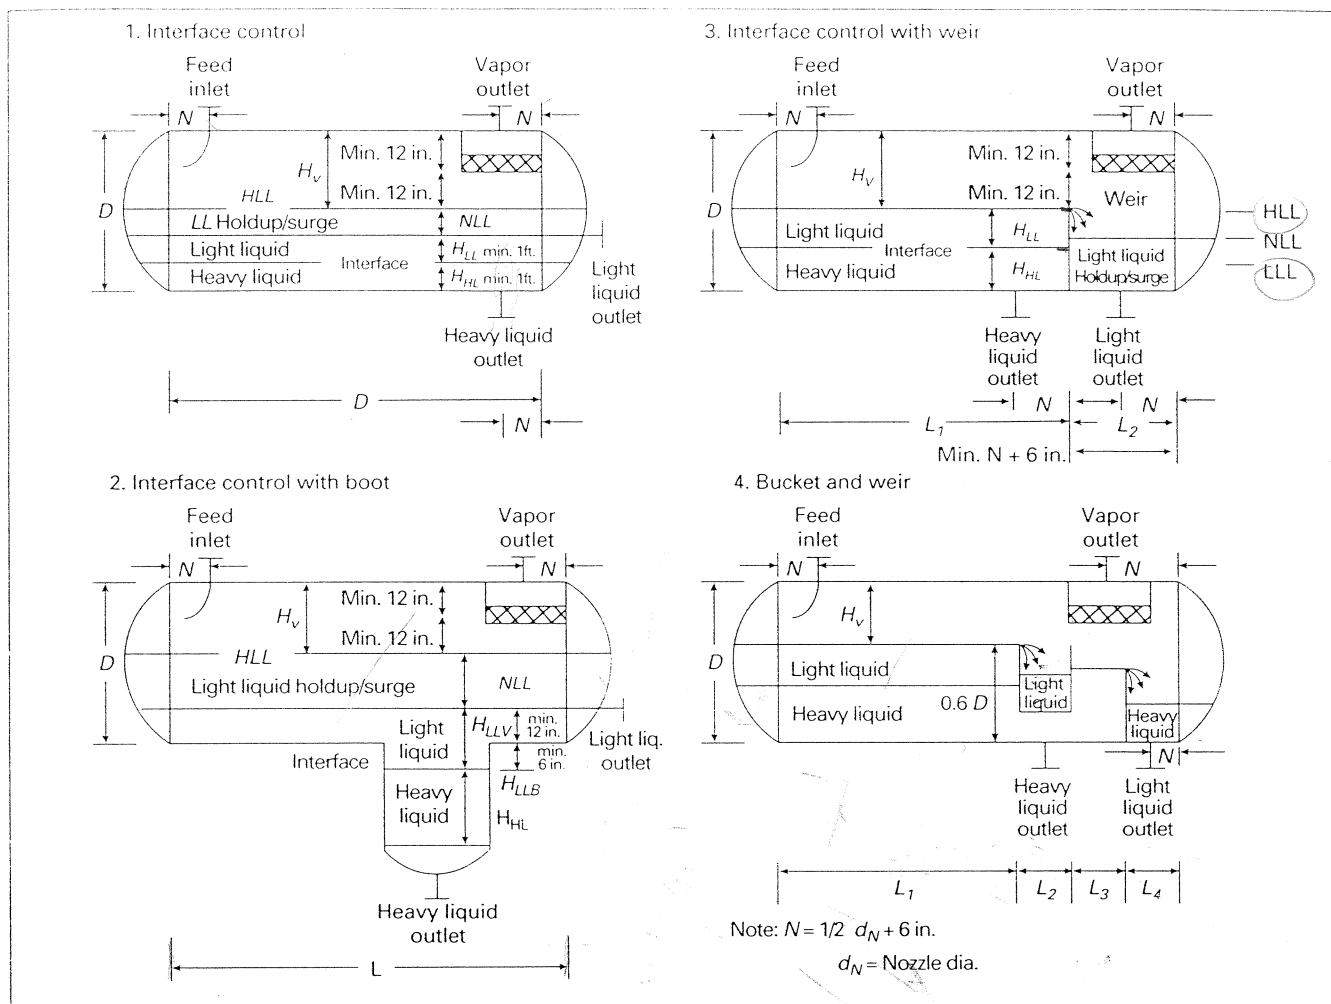 1. Interface control
Feed
inlet
Vapor
outlet
N
N
D
H_v
Min. 12 in.
Min. 12 in.
HLL
LL Holdup/surge
NLL
Light liquid
Interface
H_LL min. 1ft.
Heavy liquid
H_HL min. 1ft.
Light
liquid
outlet
Heavy liquid
outlet
D
N
3. Interface control with weir
Feed
inlet
Vapor
outlet
N
N
D
H_v
Min. 12 in.
Min. 12 in.
Weir
HLL
NLL
LLL
Light liquid
H_LL
Interface
Heavy liquid
H_HL
Light liquid
Holdup/surge
Heavy
liquid
outlet
Light
liquid
outlet
N
N
L_1
L_2
Min. N + 6 in.
2. Interface control with boot
Feed
inlet
Vapor
outlet
N
N
D
H_v
Min. 12 in.
Min. 12 in.
HLL
Light liquid holdup/surge
NLL
Light
liquid
H_LLV
min.
12 in.
Light liq.
outlet
Interface
min.
6 in.
H_LLB
Heavy
liquid
H_HL
Heavy liquid
outlet
L
4. Bucket and weir
Feed
inlet
Vapor
outlet
N
N
D
H_v
Light liquid
Heavy liquid
0.6 D
Light
liquid
Heavy
liquid
N
Heavy
liquid
outlet
Light
liquid
outlet
L_1
L_2
L_3
L_4
Note: N = 1/2 d_N + 6 in.
d_N = Nozzle dia.